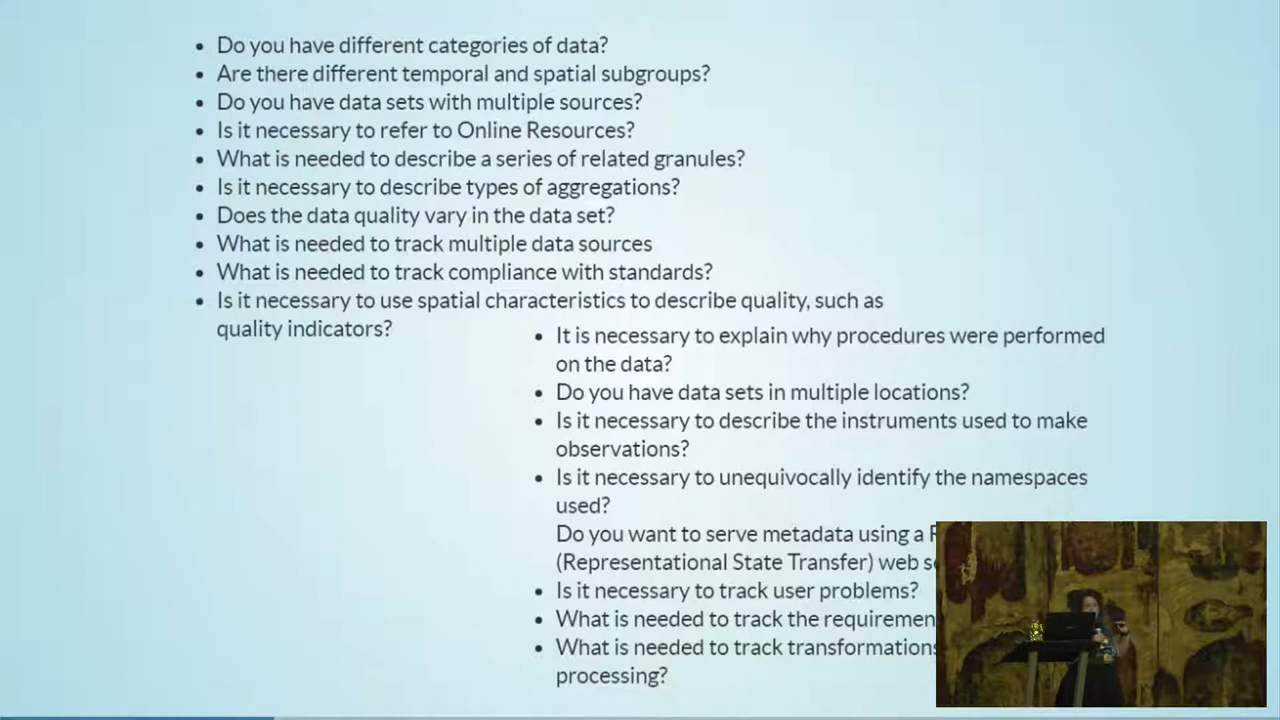 Do you have different categories of data?
Are there different temporal and spatial subgroups?
Do you have data sets with multiple sources?
Is it necessary to refer to Online Resources?
What is needed to describe a series of related granules?
Is it necessary to describe types of aggregations?
Does the data quality vary in the data set?
What is needed to track multiple data sources
What is needed to track compliance with standards?
Is it necessary to use spatial characteristics to describe quality, such as
quality indicators?
It is necessary to explain why procedures were performed
on the data?
Do you have data sets in multiple locations?
Is it necessary to describe the instruments used to make
observations?
Is it necessary to unequivocally identify the namespaces
used?
Do you want to serve metadata using a
(Representational State Transfer) web
Is it necessary to track user problems?
What is needed to track the
What is needed to track transformations
processing?